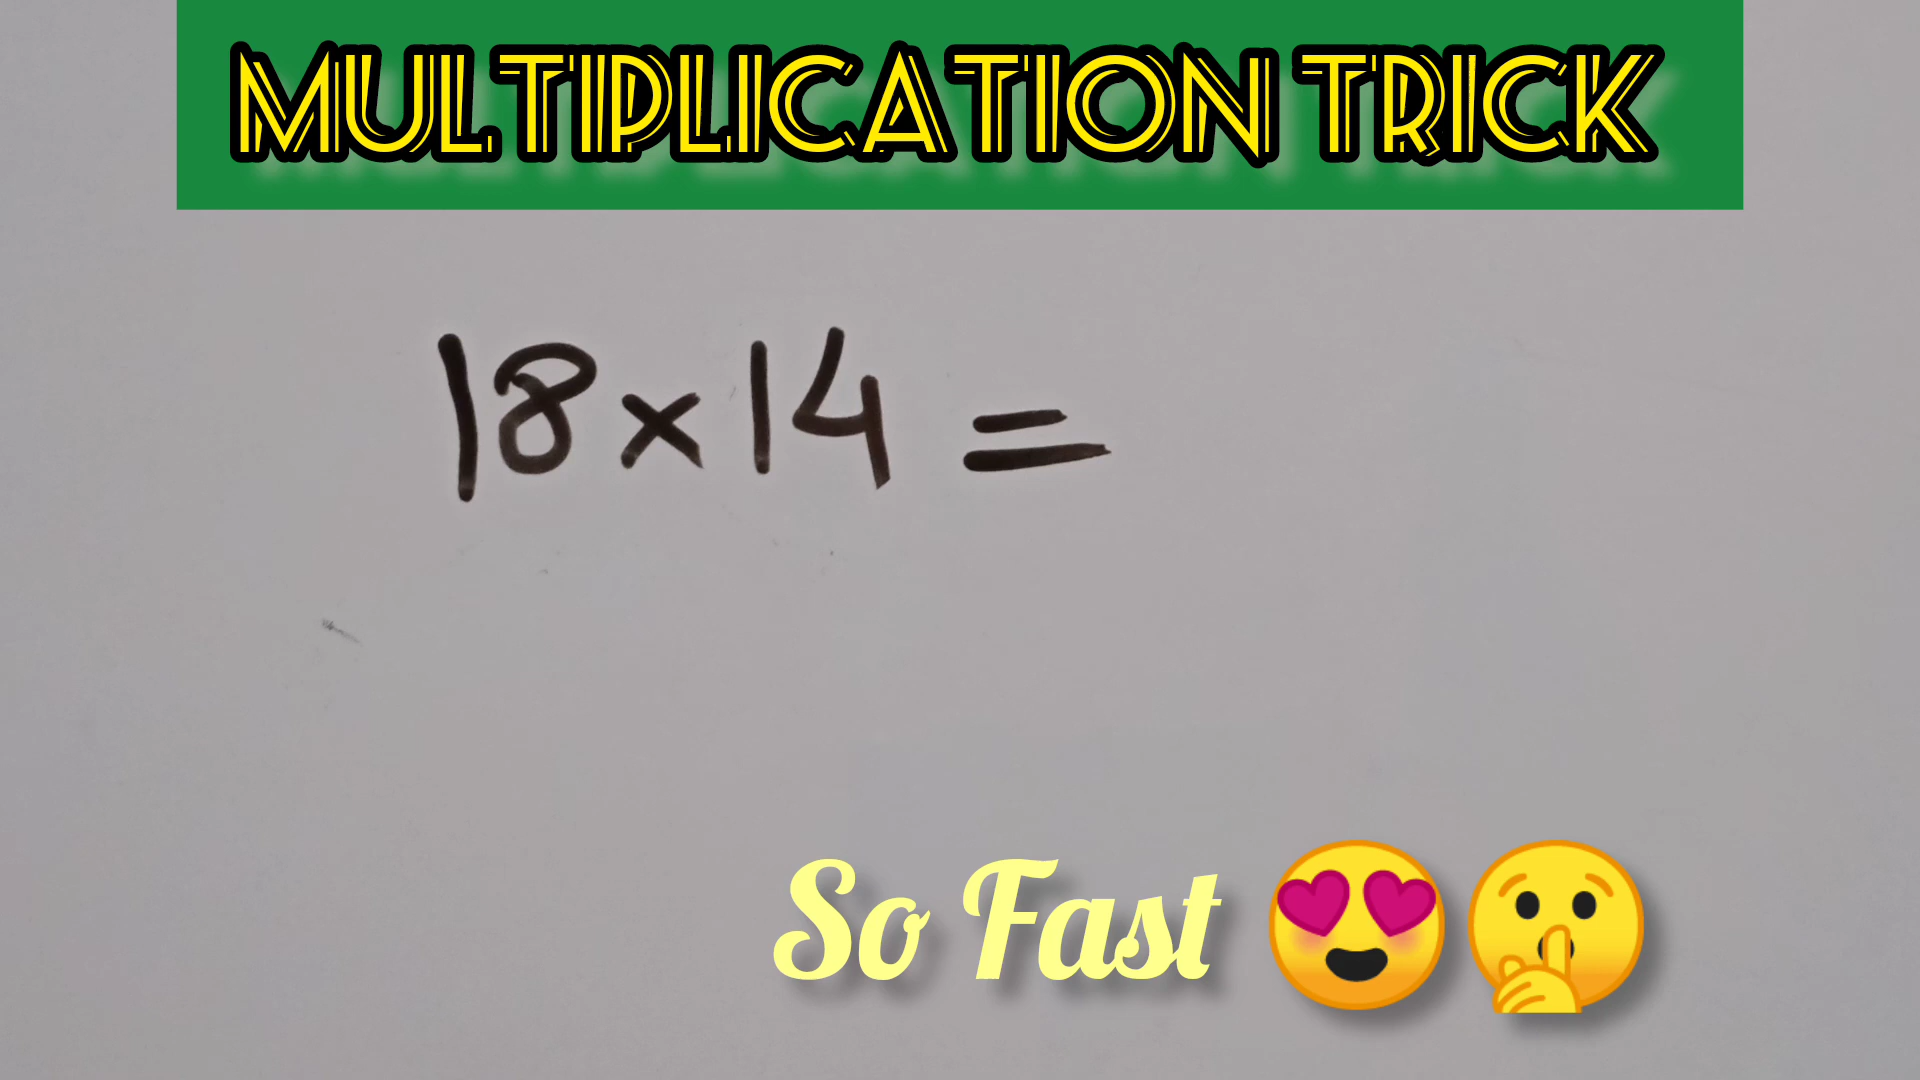 MULTIPLICATION TRICK
18×14=
So Fast 😍🤫